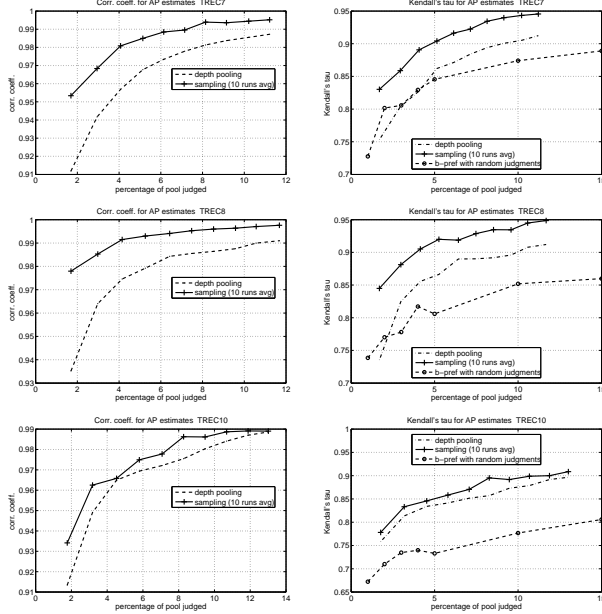 Corr. coeff. for AP estimates TREC7
1
0.99
0.98
0.97
0.96
0.95
0.94
0.93
0.92
0.91
corr. coeff.
depth pooling
sampling (10 runs avg)
0 2 4 6 8 10 12
percentage of pool judged
Kendall's tau for AP estimates TREC7
0.95
0.9
0.85
0.8
0.75
0.7
Kendall's tau
depth pooling
sampling (10 runs avg)
b-pref with random judgments
0 5 10 15
percentage of pool judged
Corr. coeff. for AP estimates TREC8
1
0.99
0.98
0.97
0.96
0.95
0.94
0.93
corr. coeff.
depth pooling
sampling (10 runs avg)
0 2 4 6 8 10 12
percentage of pool judged
Kendall's tau for AP estimates TREC8
0.95
0.9
0.85
0.8
0.75
0.7
Kendall's tau
depth pooling
sampling (10 runs avg)
b-pref with random judgments
0 5 10 15
percentage of pool judged
Corr. coeff. for AP estimates TREC10
0.99
0.98
0.97
0.96
0.95
0.94
0.93
0.92
0.91
corr. coeff.
depth pooling
sampling (10 runs avg)
0 2 4 6 8 10 12 14
percentage of pool judged
Kendall's tau for AP estimates TREC10
0.95
0.9
0.85
0.8
0.75
0.7
0.65
Kendall's tau
depth pooling
sampling (10 runs avg)
b-pref with random judgments
0 5 10 15
percentage of pool judged